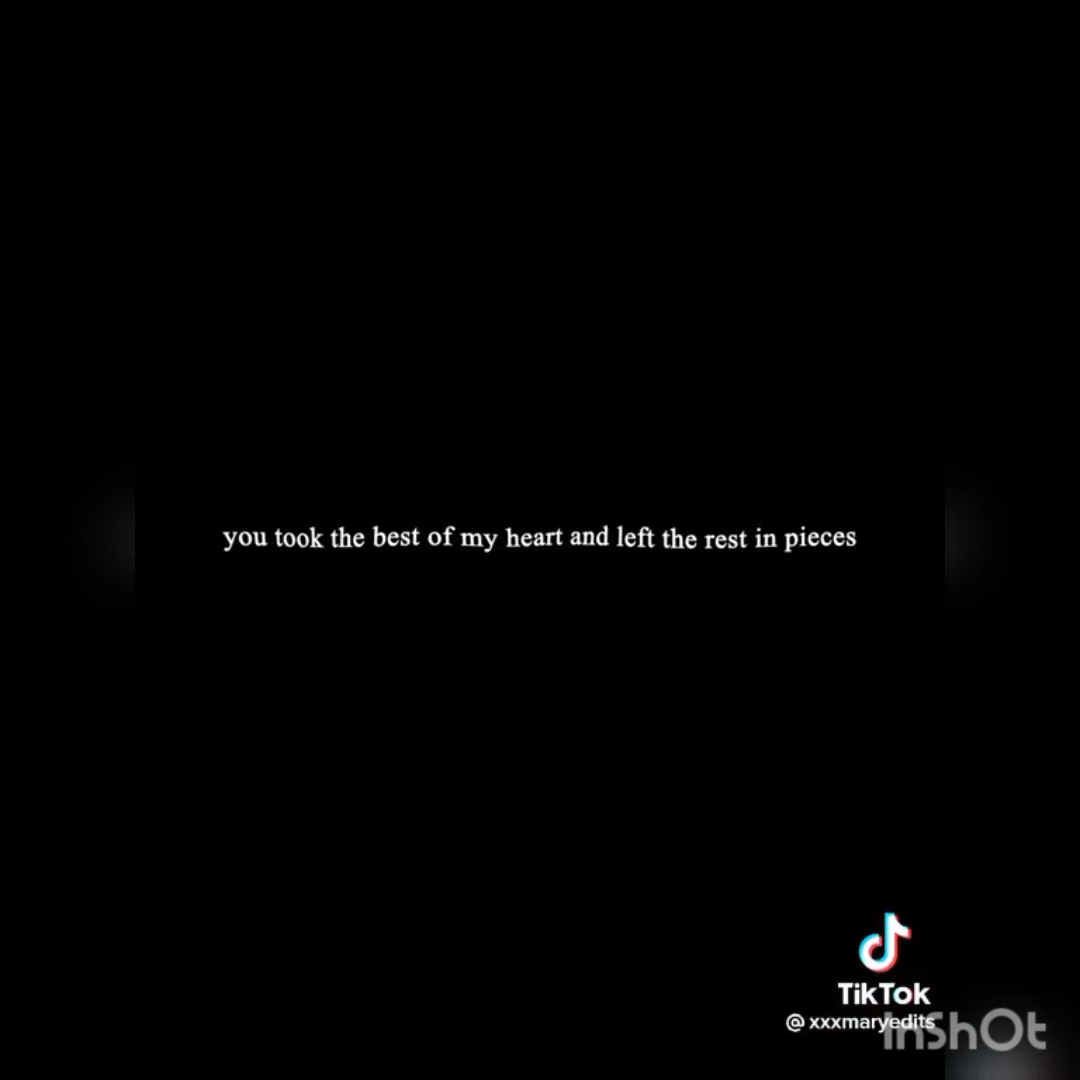 you took the best of my heart and left the rest in pieces
TikTok
@ xxxmaryedits
InShOt